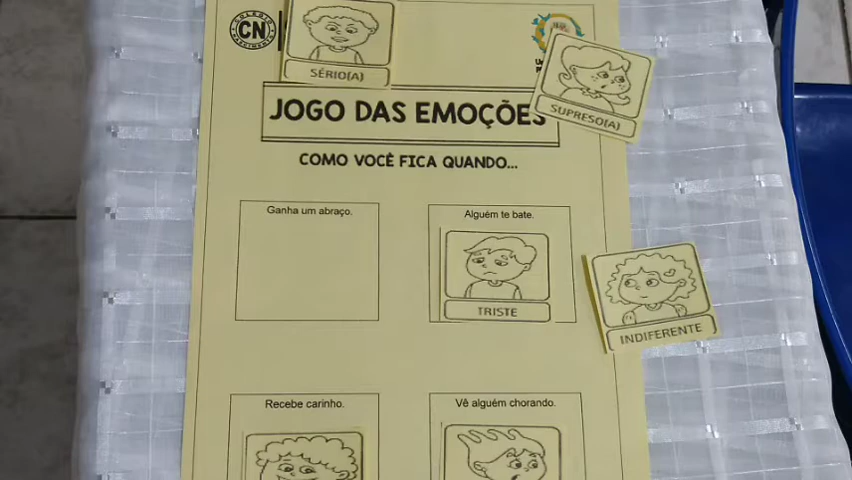 CN
SÉRIO(A)
SUPRESO(A)
JOGO DAS EMOÇÕES
COMO VOCÊ FICA QUANDO...
Ganha um abraço.
Alguém te bate.
TRISTE
INDIFERENTE
Recebe carinho.
Vê alguém chorando.